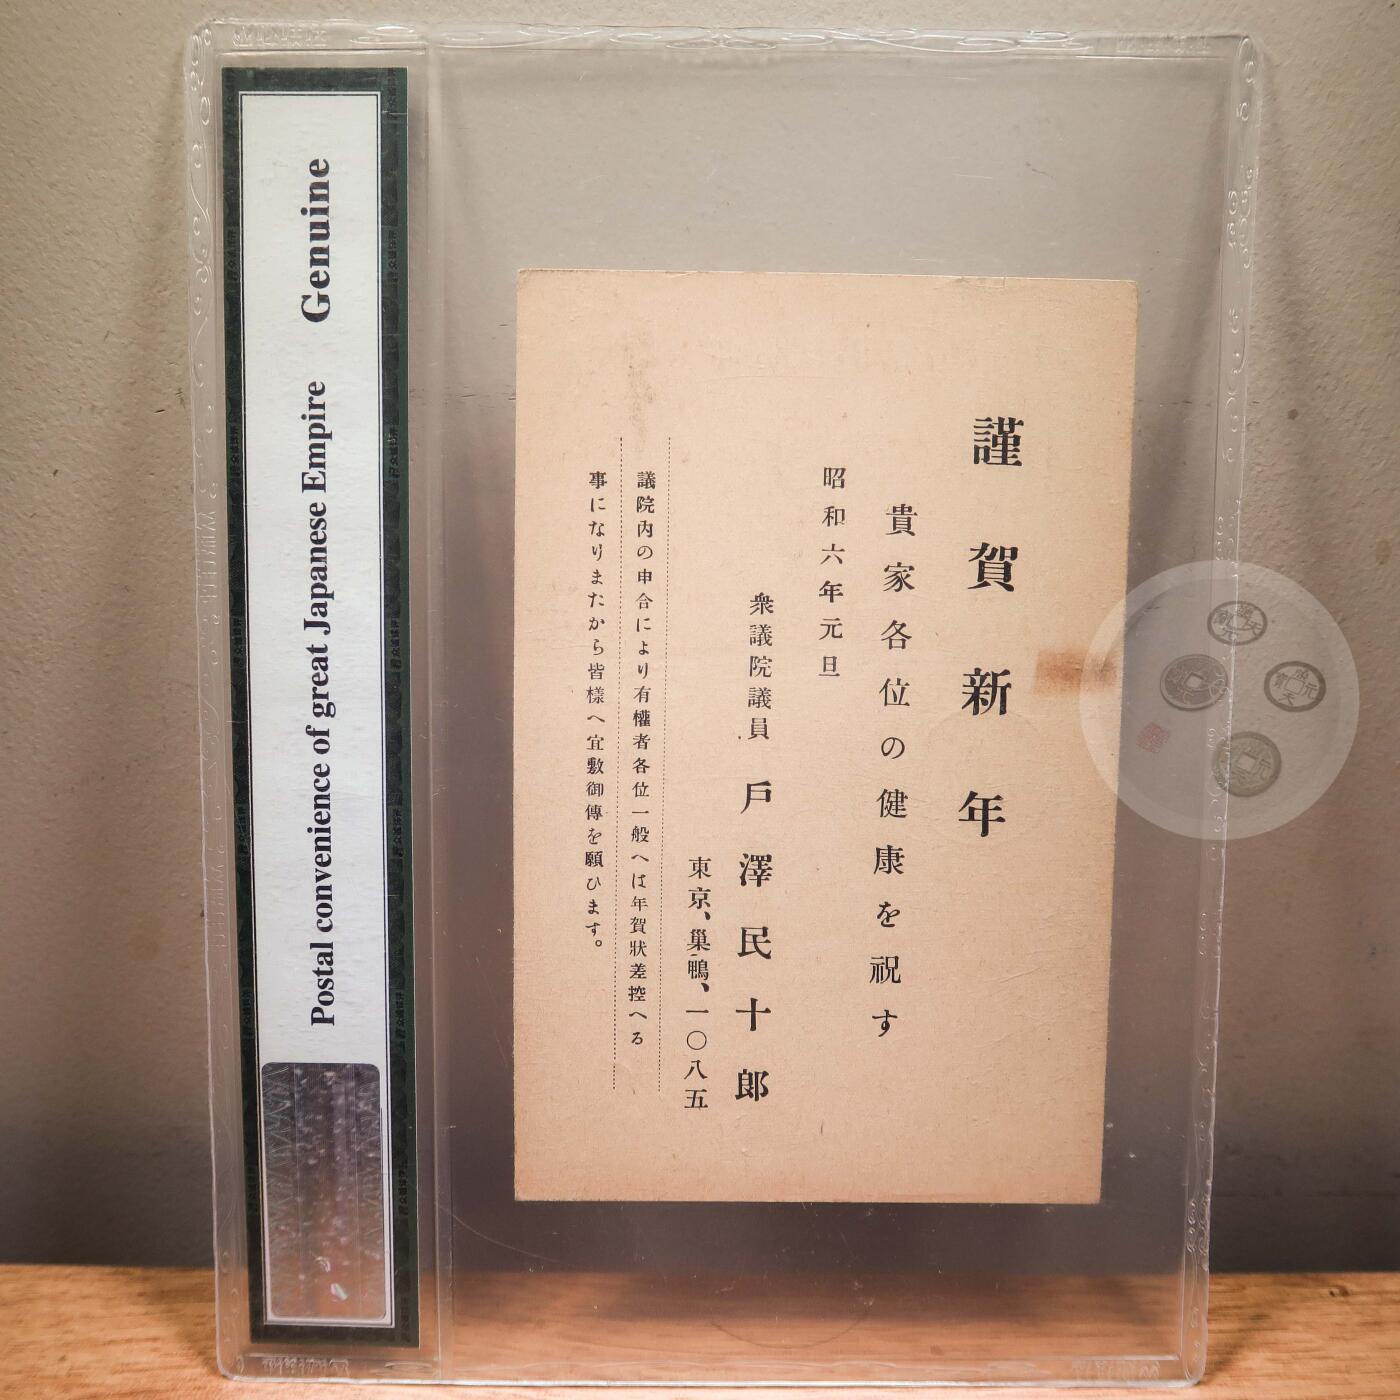 Postal convenience of great Japanese Empire Genuine
謹賀新年
貴家各位の健康を祝す
昭和六年元旦
衆議院議員 戶澤民十郎
東京、巣鴨、一〇八五
議院內の申合により有權者各位一般へは年賀狀差控へる
事になりましたから皆樣へ宜敷御傳を願ひます。